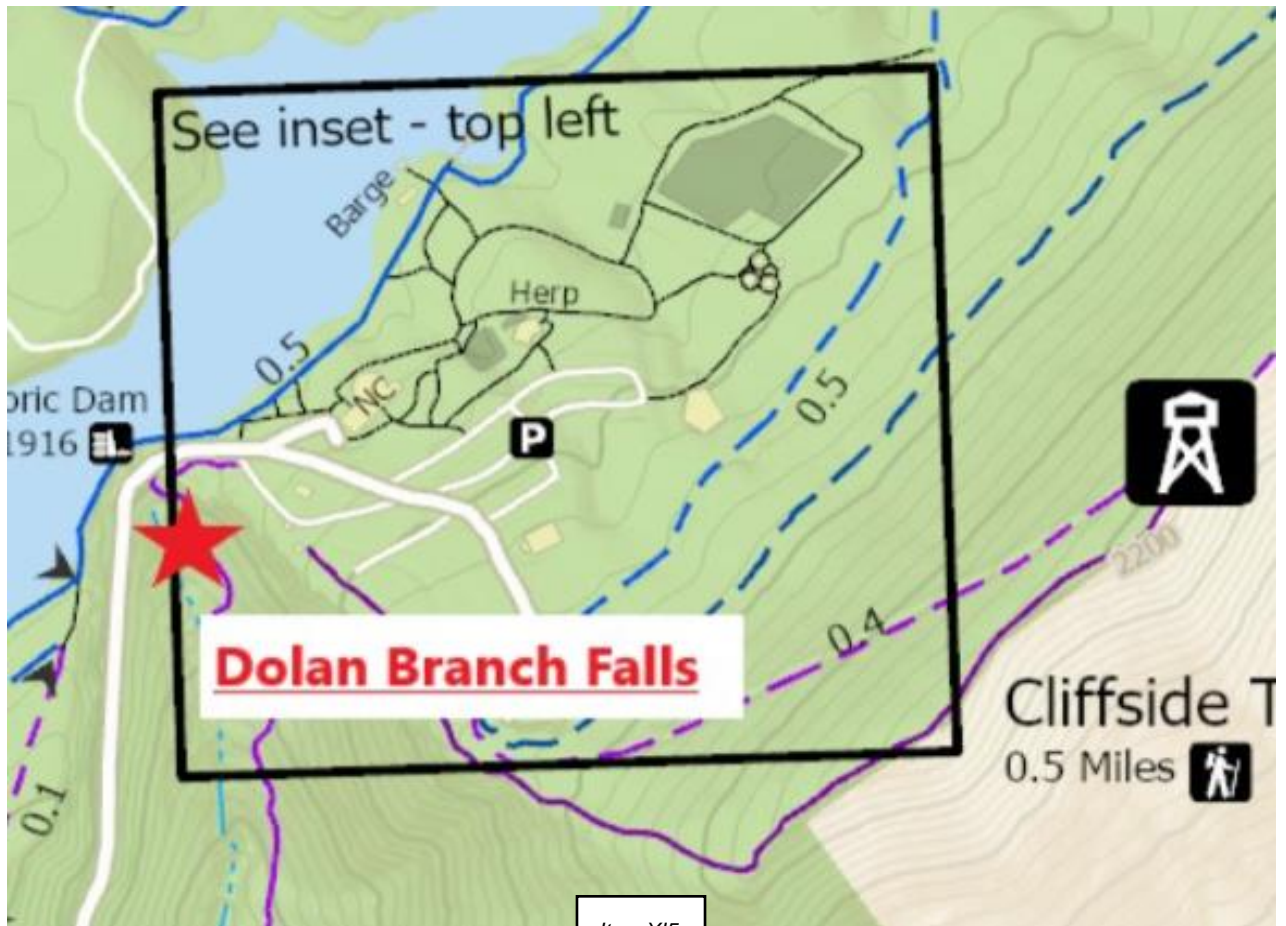 See inset - top left
Barge
Herp
0.5
NC
oric Dam
1916
P
0.5
2200
0.4
Dolan Branch Falls
Cliffside T
0.5 Miles
0.1